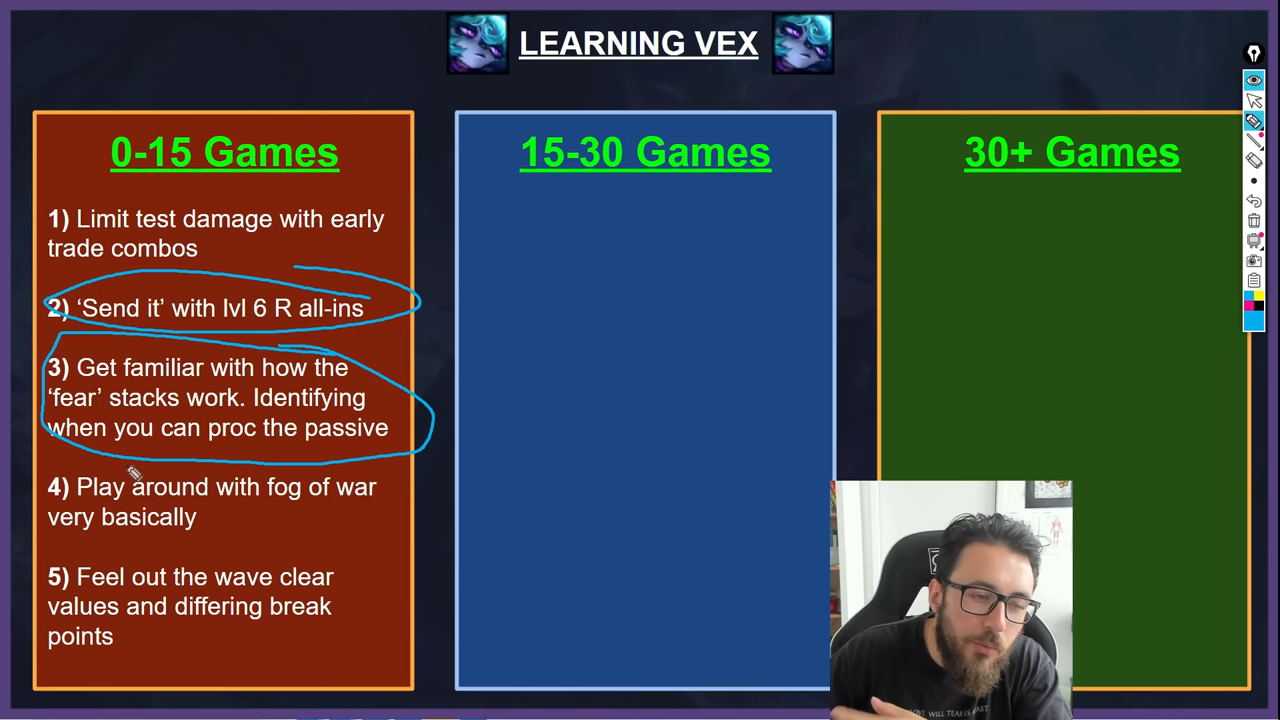 LEARNING VEX
0-15 Games
1) Limit test damage with early
trade combos
2) ‘Send it’ with lvl 6 R all-ins
3) Get familiar with how the
‘fear’ stacks work. Identifying
when you can proc the passive
4) Play around with fog of war
very basically
5) Feel out the wave clear
values and differing break
points
15-30 Games
30+ Games